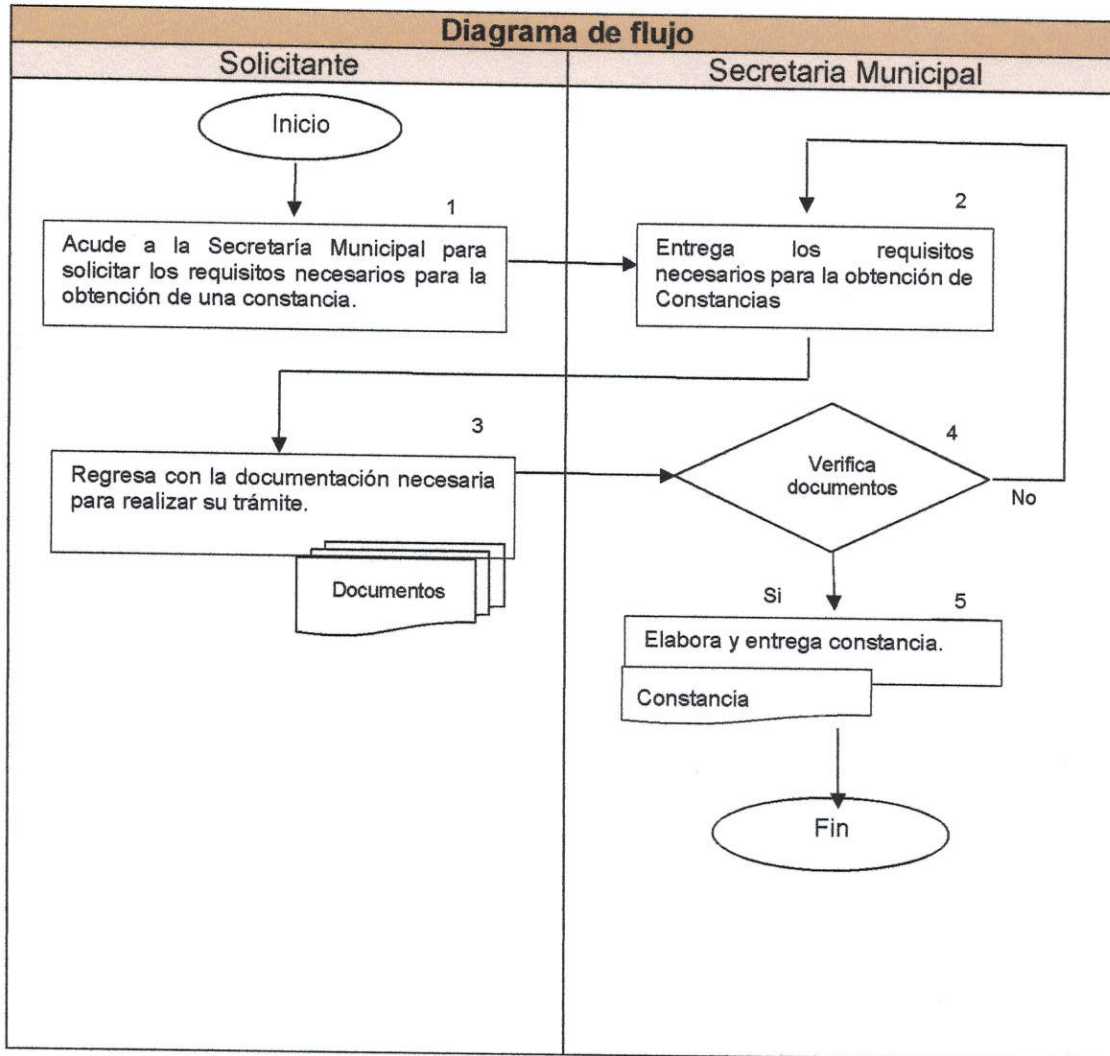 Diagrama de flujo
Solicitante
Secretaria Municipal
Inicio
1
Acude a la Secretaría Municipal para
solicitar los requisitos necesarios para la
obtención de una constancia.
2
Entrega los requisitos
necesarios para la obtención de
Constancias
3
Regresa con la documentación necesaria
para realizar su trámite.
Documentos
4
Verifica
documentos
No
Si
5
Elabora y entrega constancia.
Constancia
Fin